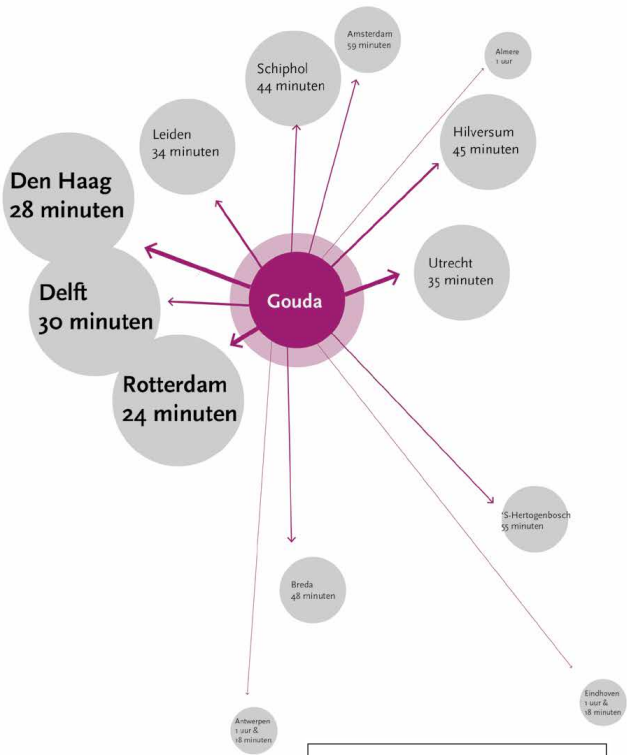 Amsterdam
59 minuten
Almere
1 uur
Schiphol
44 minuten
Leiden
34 minuten
Hilversum
45 minuten
Den Haag
28 minuten
Utrecht
35 minuten
Delft
30 minuten
Gouda
Rotterdam
24 minuten
'S-Hertogenbosch
55 minuten
Breda
48 minuten
Eindhoven
1 uur &
18 minuten
Antwerpen
1 uur &
18 minuten